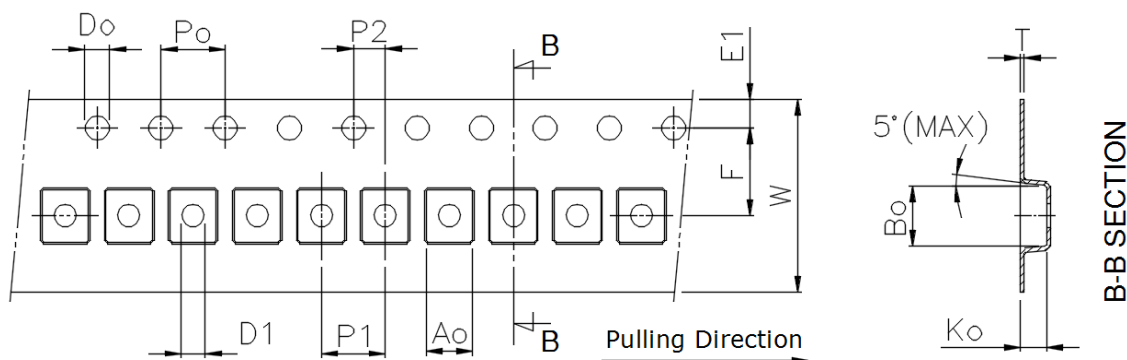 Do
Po
P2
B
E1
T
5°(MAX)
F
W
Bo
B-B SECTION
D1
P1
Ao
B
Pulling Direction
Ko